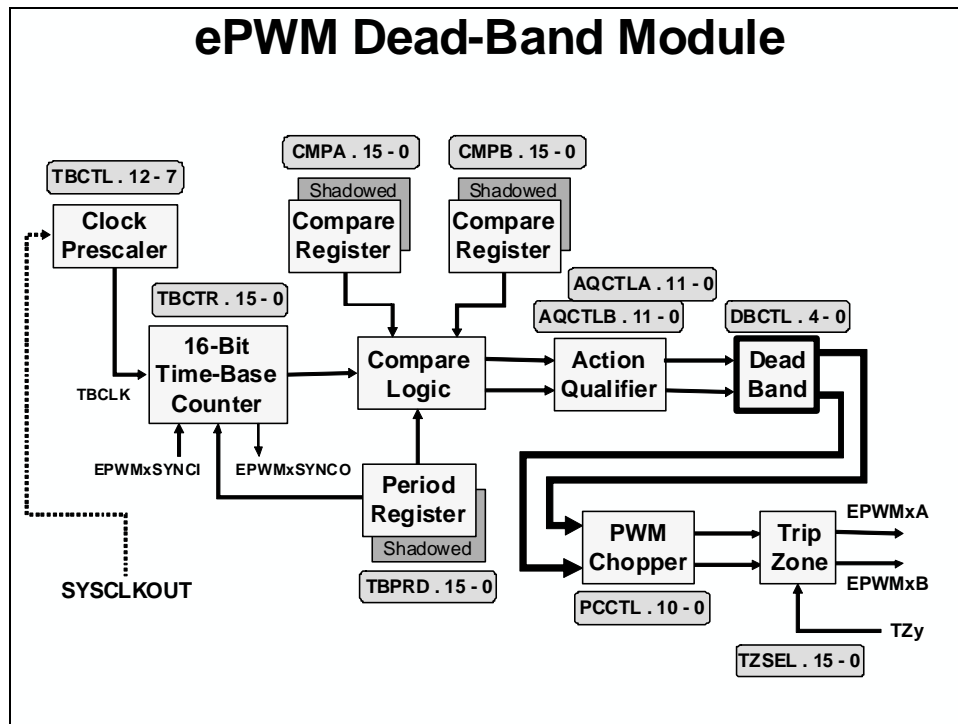 ePWM Dead-Band Module
CMPA . 15 - 0
CMPB . 15 - 0
TBCTL . 12 - 7
Shadowed
Shadowed
Clock
Prescaler
Compare
Register
Compare
Register
TBCTR . 15 - 0
AQCTLA . 11 - 0
AQCTLB . 11 - 0
DBCTL . 4 - 0
16-Bit
Time-Base
Counter
Compare
Logic
Action
Qualifier
Dead
Band
TBCLK
EPWMxSYNCI
EPWMxSYNCO
Period
Register
Shadowed
TBPRD . 15 - 0
SYSCLKOUT
PWM
Chopper
Trip
Zone
EPWMxA
EPWMxB
PCCTL . 10 - 0
TZy
TZSEL . 15 - 0